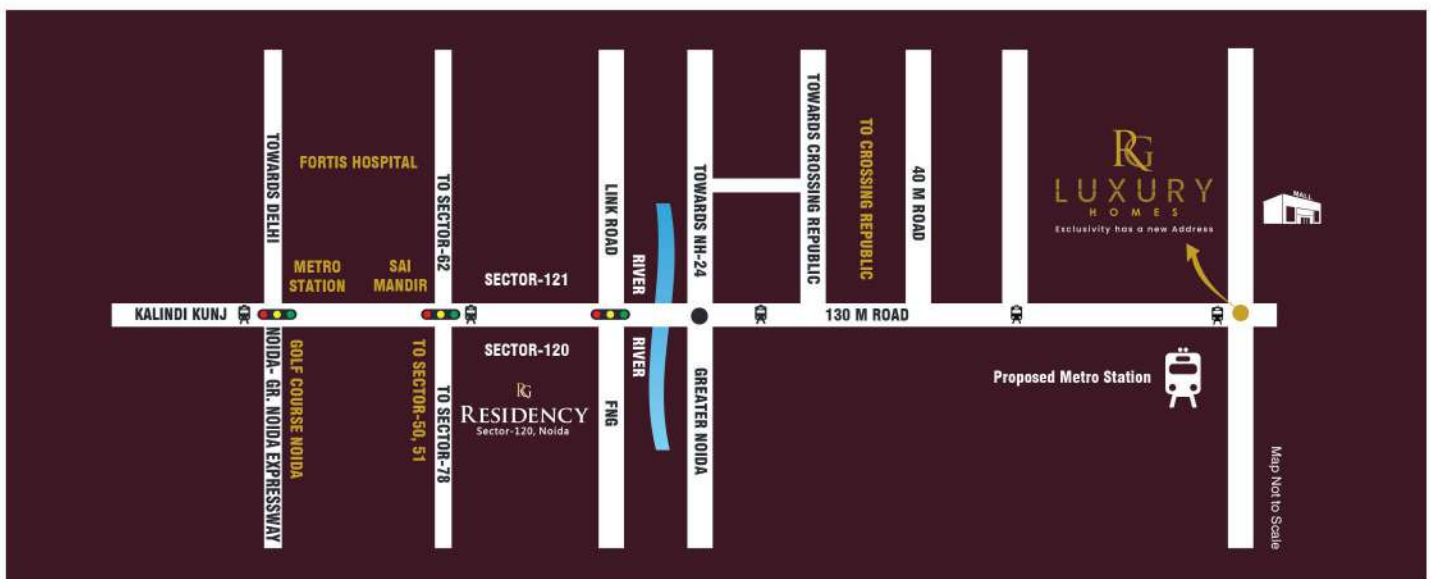 TOWARDS DELHI
FORTIS HOSPITAL
METRO
STATION
SAI
MANDIR
TO SECTOR-62
SECTOR-121
LINK ROAD
RIVER
TOWARDS NH-24
TOWARDS CROSSING REPUBLIC
TO CROSSING REPUBLIC
40 M ROAD
RG
LUXURY
HOMES
Exclusivity has a new Address
MALL
KALINDI KUNJ
130 M ROAD
NOIDA- GR. NOIDA EXPRESSWAY
GOLF COURSE NOIDA
TO SECTOR-50, 51
TO SECTOR-78
SECTOR-120
RG
RESIDENCY
Sector-120, Noida
FNG
RIVER
GREATER NOIDA
Proposed Metro Station
Map Not to Scale